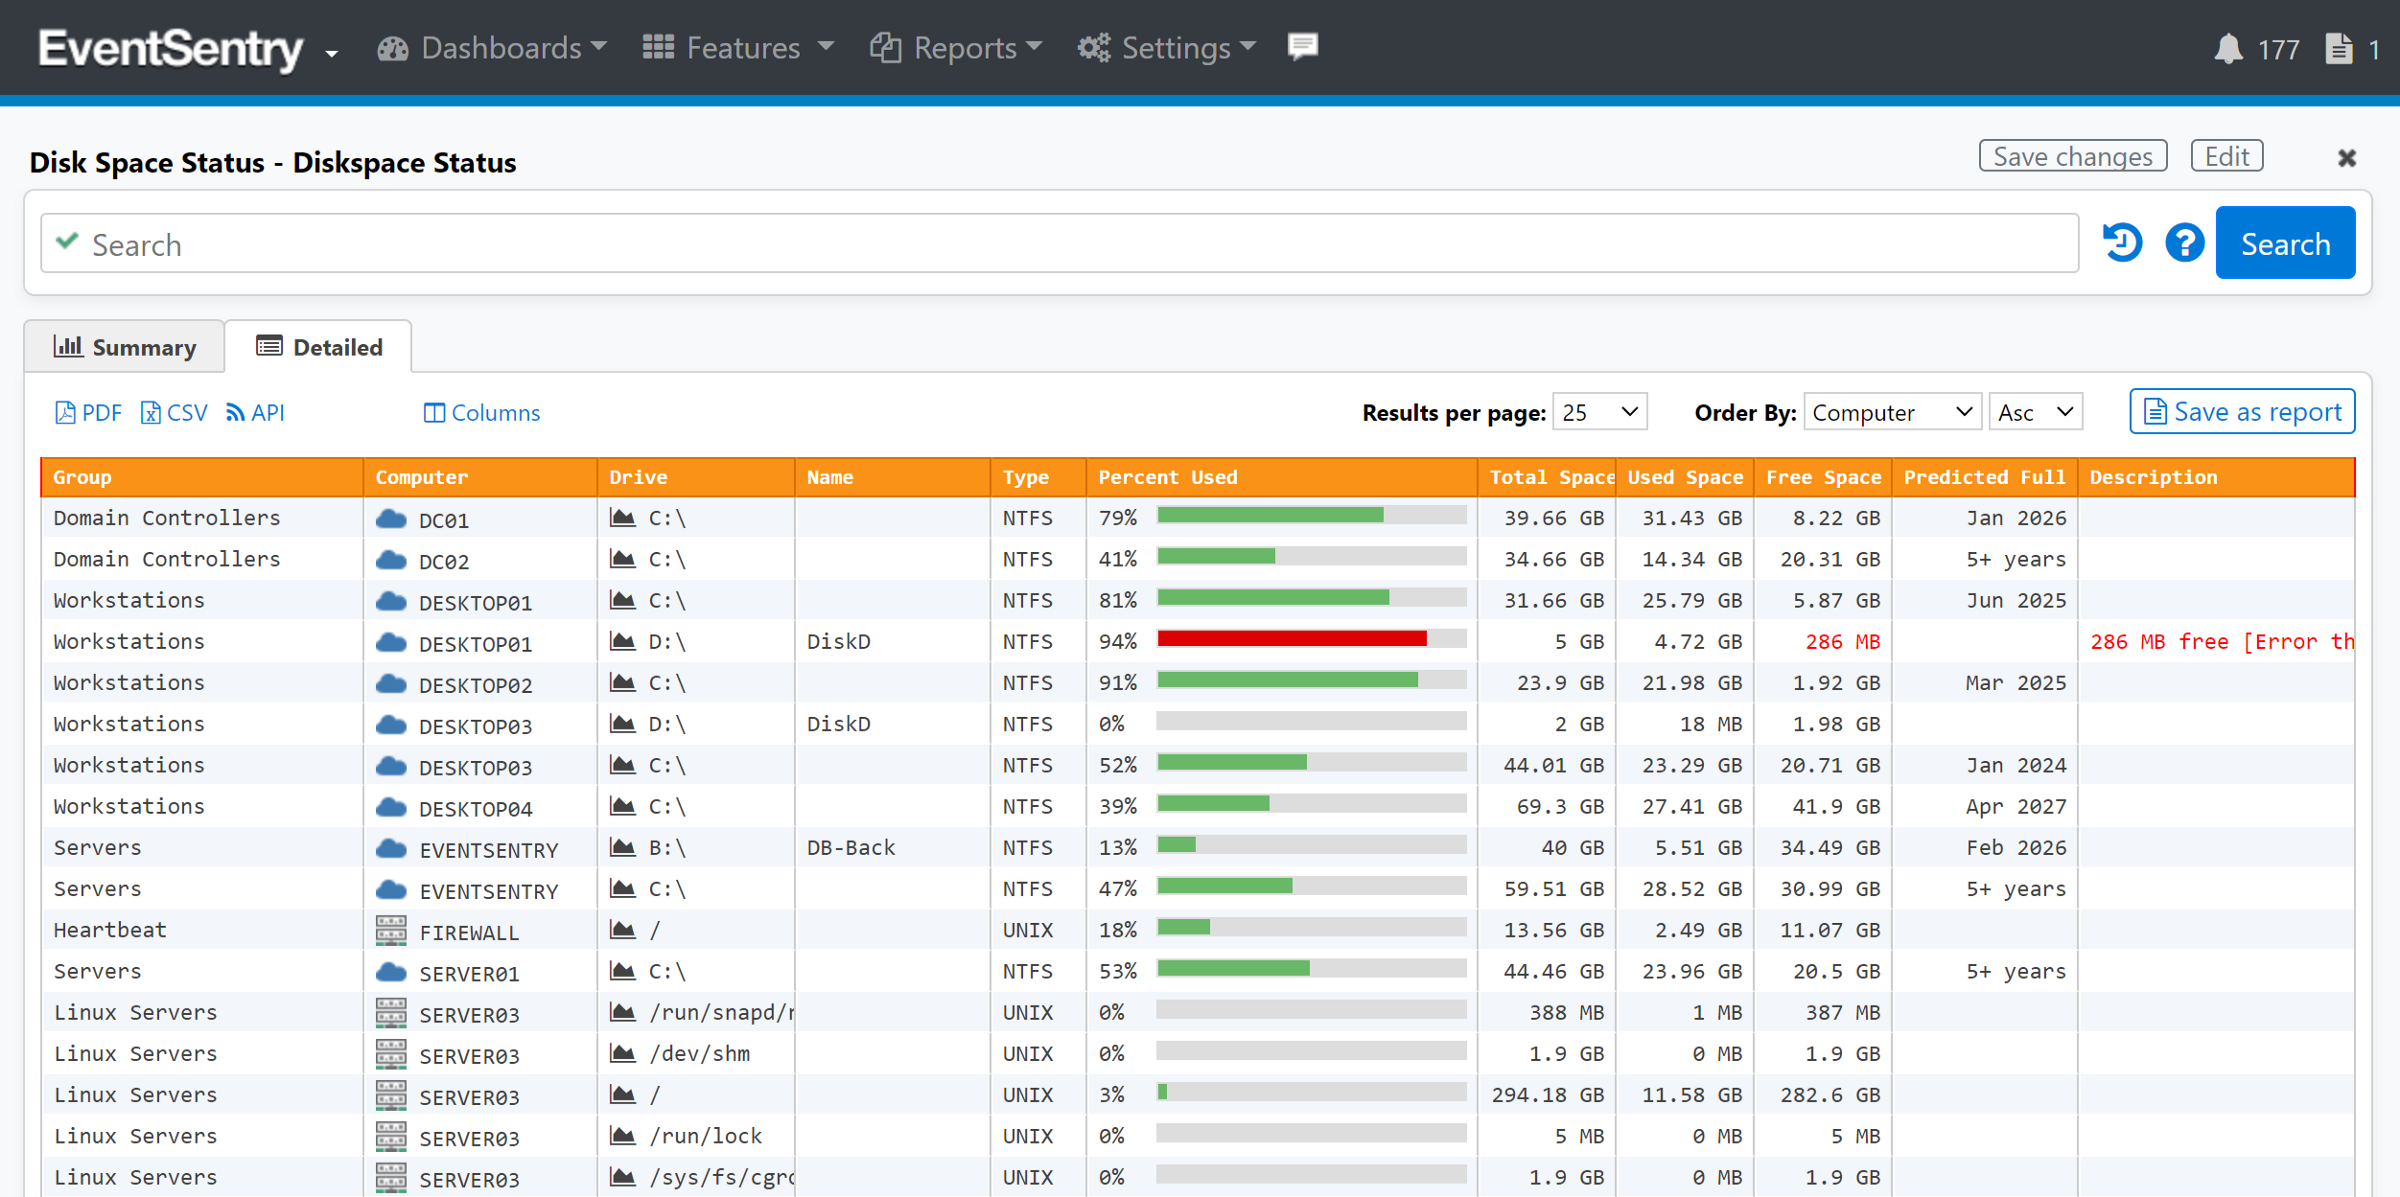 EventSentry Dashboards Features Reports Settings 177 1
Disk Space Status - Diskspace Status Save changes Edit
Search Search
Summary Detailed
PDF CSV API Columns Results per page: 25 Order By: Computer Asc Save as report
Group Computer Drive Name Type Percent Used Total Space Used Space Free Space Predicted Full Description
Domain Controllers DC01 C:\ NTFS 79% 39.66 GB 31.43 GB 8.22 GB Jan 2026
Domain Controllers DC02 C:\ NTFS 41% 34.66 GB 14.34 GB 20.31 GB 5+ years
Workstations DESKTOP01 C:\ NTFS 81% 31.66 GB 25.79 GB 5.87 GB Jun 2025
Workstations DESKTOP01 D:\ DiskD NTFS 94% 5 GB 4.72 GB 286 MB 286 MB free [Error th
Workstations DESKTOP02 C:\ NTFS 91% 23.9 GB 21.98 GB 1.92 GB Mar 2025
Workstations DESKTOP03 D:\ DiskD NTFS 0% 2 GB 18 MB 1.98 GB
Workstations DESKTOP03 C:\ NTFS 52% 44.01 GB 23.29 GB 20.71 GB Jan 2024
Workstations DESKTOP04 C:\ NTFS 39% 69.3 GB 27.41 GB 41.9 GB Apr 2027
Servers EVENTSENTRY B:\ DB-Back NTFS 13% 40 GB 5.51 GB 34.49 GB Feb 2026
Servers EVENTSENTRY C:\ NTFS 47% 59.51 GB 28.52 GB 30.99 GB 5+ years
Heartbeat FIREWALL / UNIX 18% 13.56 GB 2.49 GB 11.07 GB
Servers SERVER01 C:\ NTFS 53% 44.46 GB 23.96 GB 20.5 GB 5+ years
Linux Servers SERVER03 /run/snapd/r UNIX 0% 388 MB 1 MB 387 MB
Linux Servers SERVER03 /dev/shm UNIX 0% 1.9 GB 0 MB 1.9 GB
Linux Servers SERVER03 / UNIX 3% 294.18 GB 11.58 GB 282.6 GB
Linux Servers SERVER03 /run/lock UNIX 0% 5 MB 0 MB 5 MB
Linux Servers SERVER03 /sys/fs/cgro UNIX 0% 1.9 GB 0 MB 1.9 GB